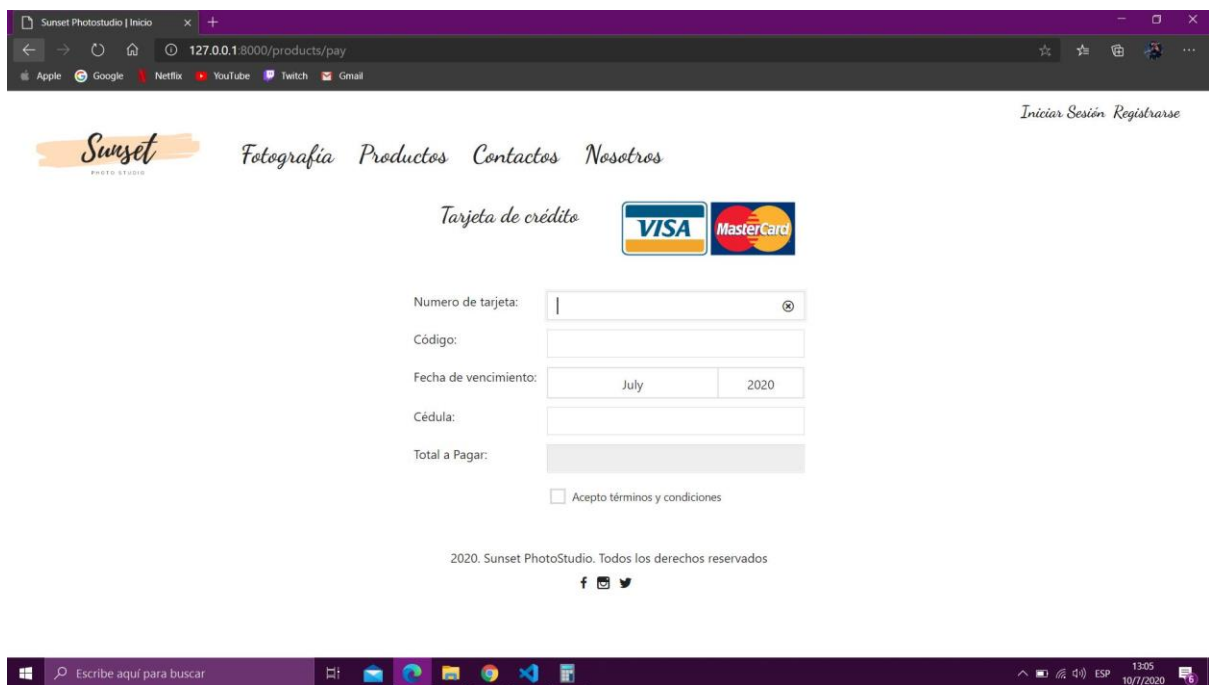 Sunset Photostudio | Inicio
127.0.0.1:8000/products/pay
Apple Google Netflix YouTube Twitch Gmail
Iniciar Sesión Registrarse
Sunset
PHOTO STUDIO
Fotografía Productos Contactos Nosotros
Tarjeta de crédito
VISA MasterCard
Numero de tarjeta:
Código:
Fecha de vencimiento: July 2020
Cédula:
Total a Pagar:
Acepto términos y condiciones
2020. Sunset PhotoStudio. Todos los derechos reservados
Escribe aquí para buscar
ESP
13:05
10/7/2020
6